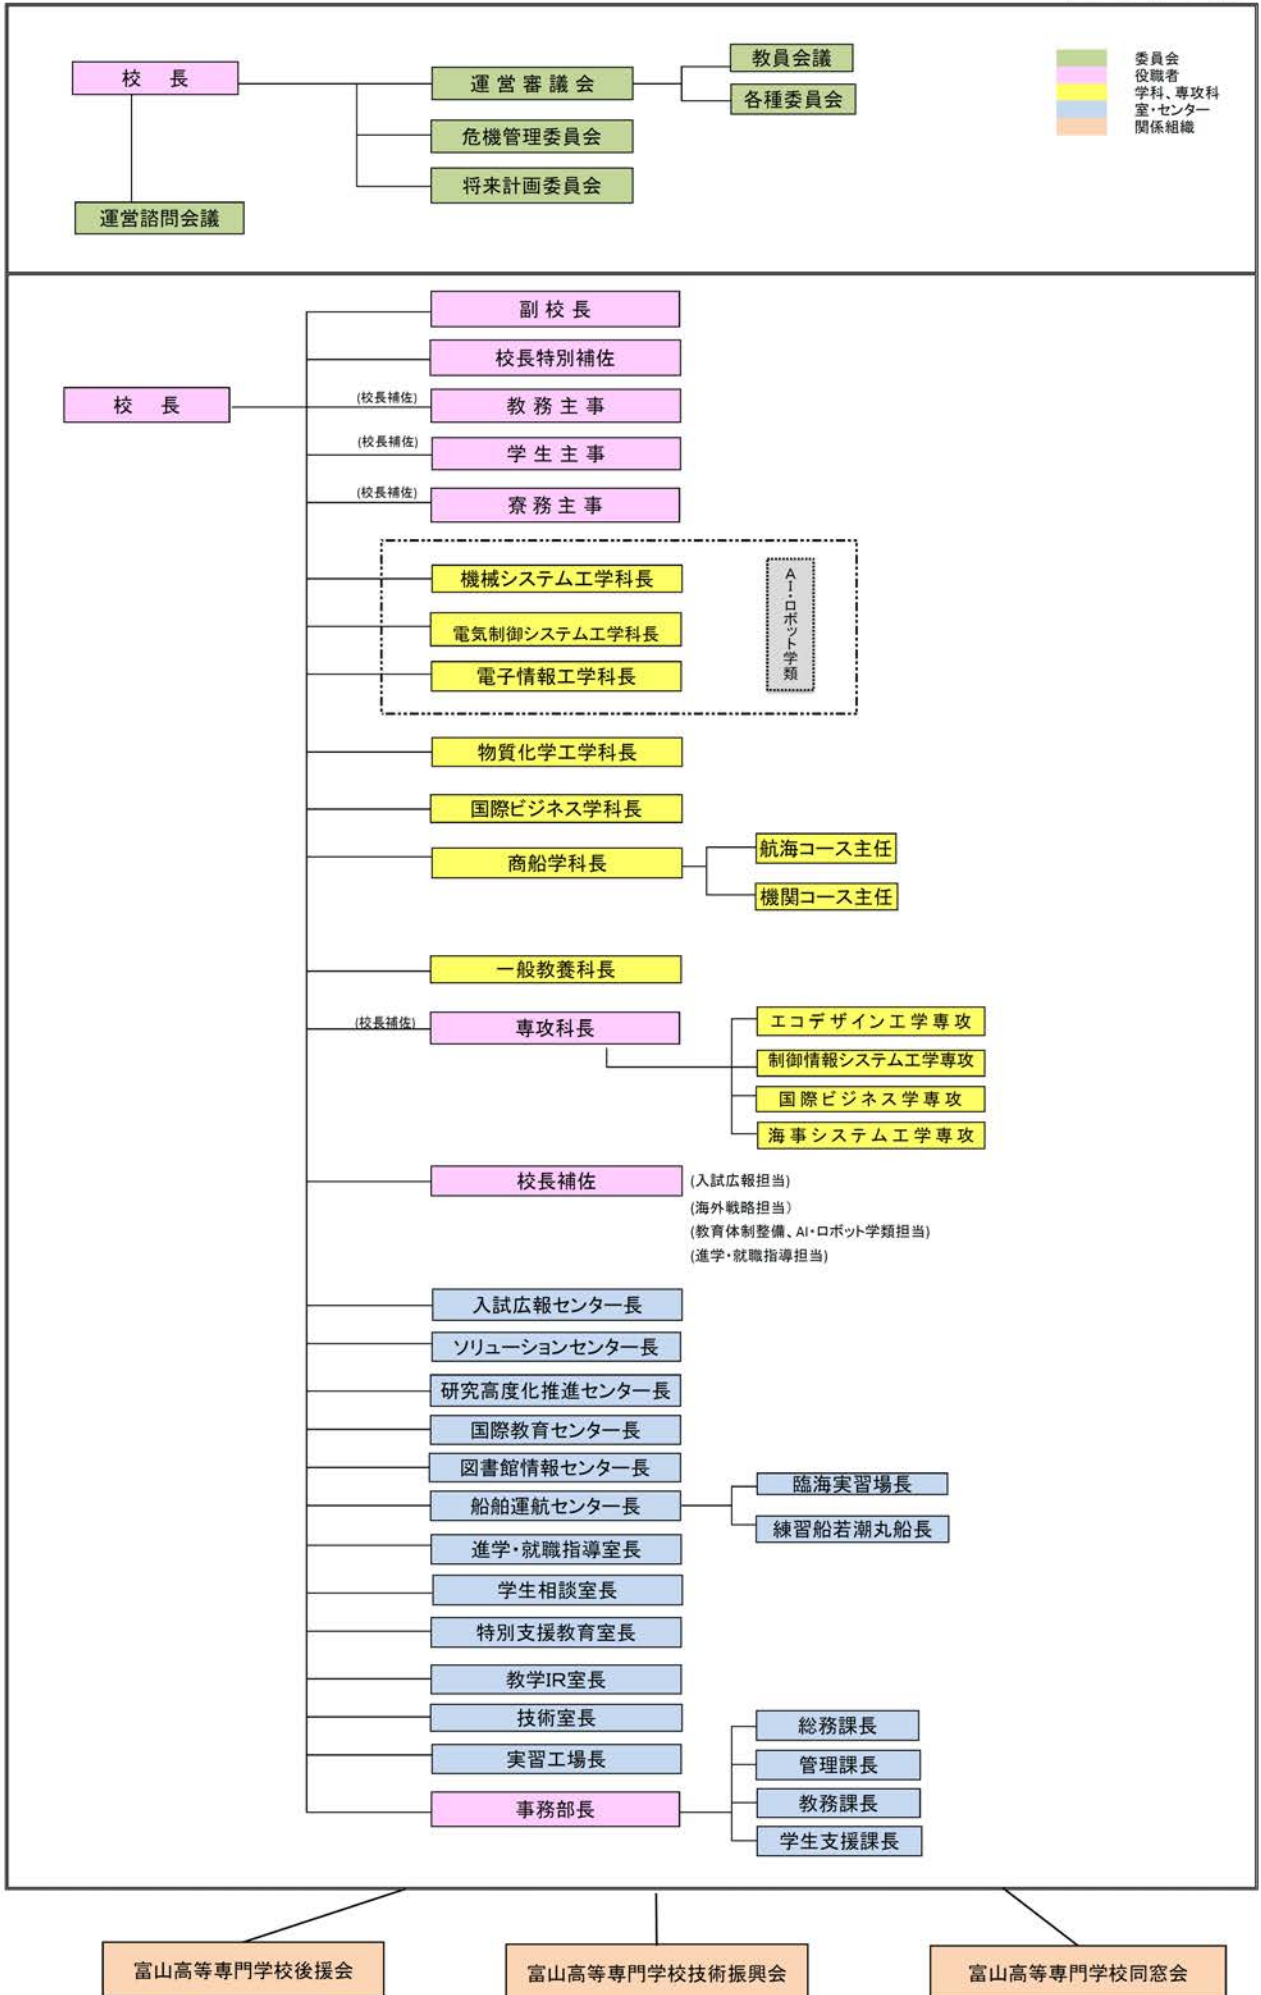 校　長
運 営 審 議 会
教員会議
各種委員会
危機管理委員会
将来計画委員会
運営諮問会議
委員会
役職者
学科、専攻科
室・センター
関係組織
校　長
副 校 長
校長特別補佐
(校長補佐)
教 務 主 事
(校長補佐)
学 生 主 事
(校長補佐)
寮 務 主 事
機械システム工学科長
電気制御システム工学科長
電子情報工学科長
AI・ロボット学類
物質化学工学科長
国際ビジネス学科長
商船学科長
航海コース主任
機関コース主任
一般教養科長
(校長補佐)
専攻科長
エコデザイン工学専攻
制御情報システム工学専攻
国際ビジネス学専攻
海事システム工学専攻
校長補佐
(入試広報担当)
(海外戦略担当)
(教育体制整備、AI・ロボット学類担当)
(進学・就職指導担当)
入試広報センター長
ソリューションセンター長
研究高度化推進センター長
国際教育センター長
図書館情報センター長
船舶運航センター長
臨海実習場長
練習船若潮丸船長
進学・就職指導室長
学生相談室長
特別支援教育室長
教学IR室長
技術室長
実習工場長
事務部長
総務課長
管理課長
教務課長
学生支援課長
富山高等専門学校後援会
富山高等専門学校技術振興会
富山高等専門学校同窓会